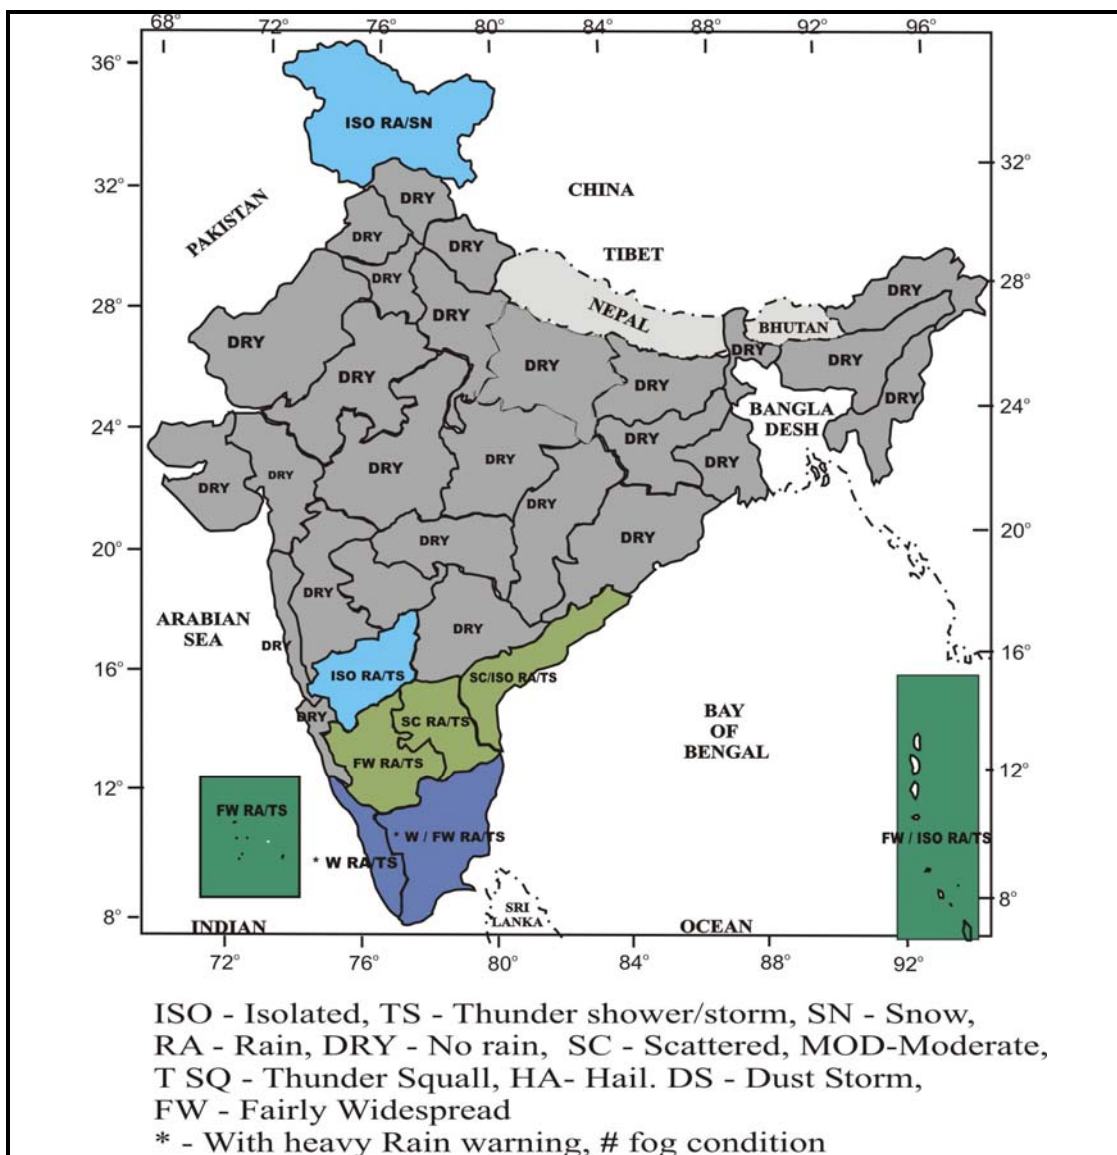 68° 72° 76° 80° 84° 88° 92° 96°
36°
ISO RA/SN
32° 32°
CHINA
DRY
PAKISTAN
DRY
DRY
TIBET
DRY
28° 28°
DRY
NEPAL
DRY
BHUTAN
DRY
DRY
DRY
DRY
DRY
DRY
DRY
DRY
24° 24°
BANGLA
DESH
DRY
DRY
DRY
DRY
DRY
DRY
DRY
20° 20°
DRY
DRY
DRY
ARABIAN
SEA
DRY
DRY
DRY
16° 16°
ISO RA/TS
SC/ISO RA/TS
BAY
OF
BENGAL
DRY
SC RA/TS
FW RA/TS
12° 12°
FW RA/TS
* W / FW RA/TS
FW / ISO RA/TS
* W RA/TS
8° 8°
SRI
LANKA
INDIAN OCEAN
72° 76° 80° 84° 88° 92°
ISO - Isolated, TS - Thunder shower/storm, SN - Snow,
RA - Rain, DRY - No rain, SC - Scattered, MOD-Moderate,
T SQ - Thunder Squall, HA- Hail. DS - Dust Storm,
FW - Fairly Widespread
* - With heavy Rain warning, # fog condition